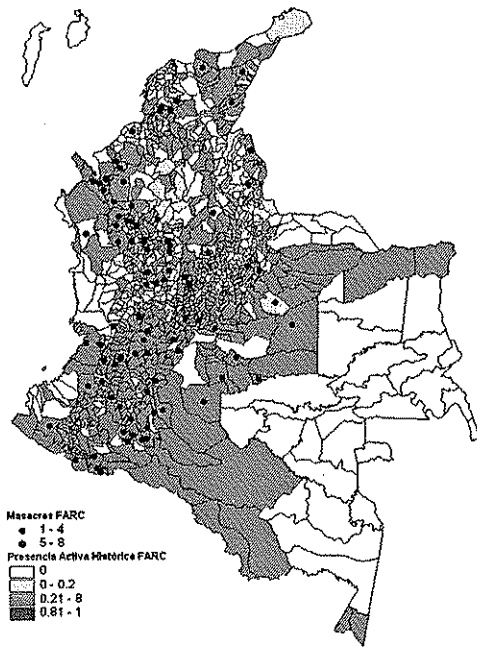 Masacres FARC
1 - 4
5 - 8
Presencia Activa Histórica FARC
0
0 - 0.2
0.21 - 8
0.81 - 1